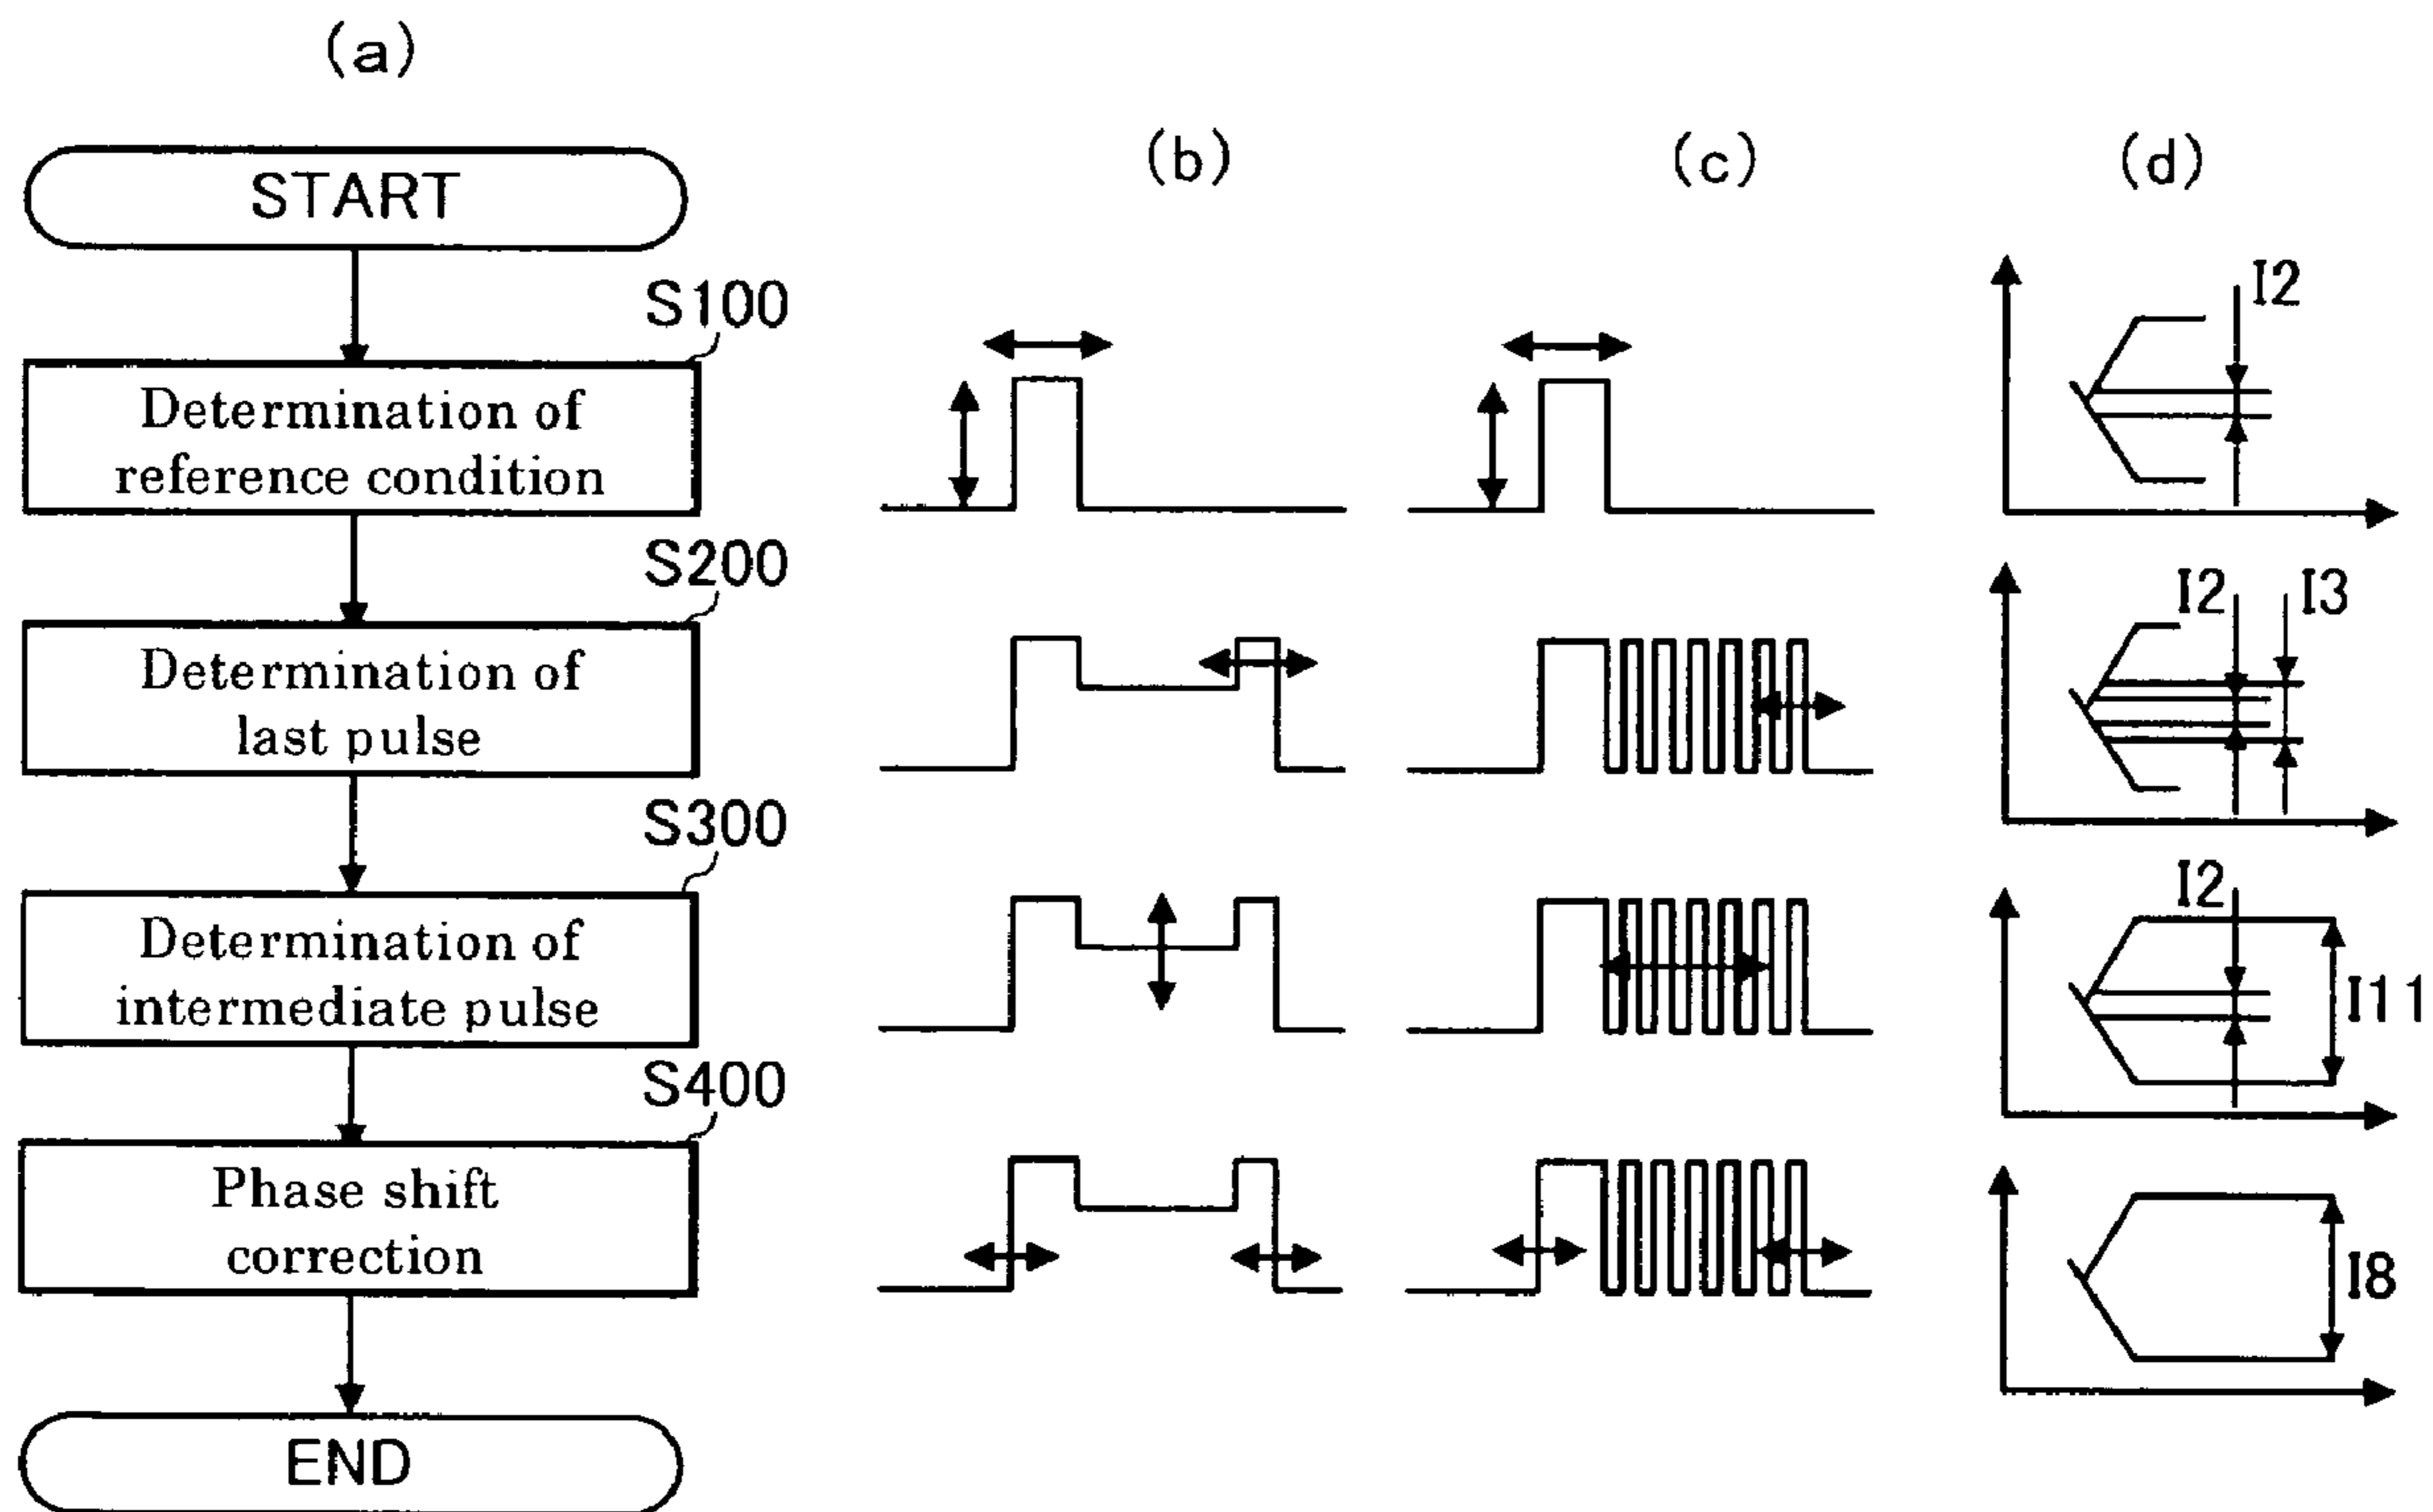 (a)
(b)
(c)
(d)
START
S100
Determination of
reference condition
I2
S200
Determination of
last pulse
I2
I3
S300
Determination of
intermediate pulse
I2
I11
S400
Phase shift
correction
I8
END